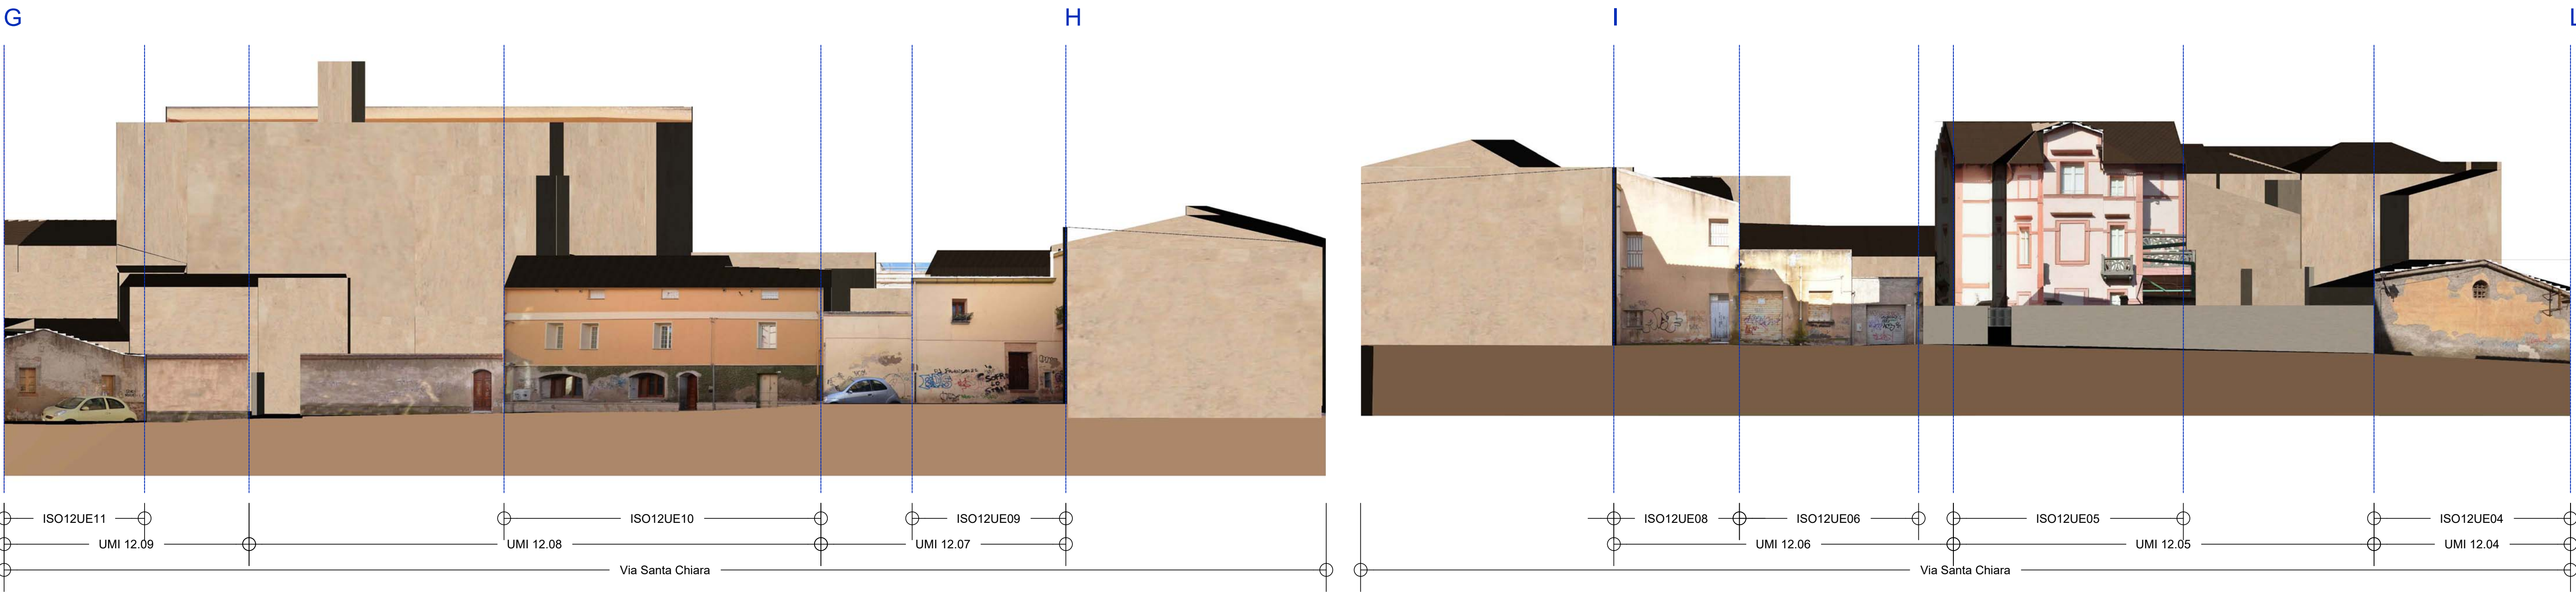 G H I L
ISO12UE11 ISO12UE10 ISO12UE09 ISO12UE08 ISO12UE06 ISO12UE05 ISO12UE04
UMI 12.09 UMI 12.08 UMI 12.07 UMI 12.06 UMI 12.05 UMI 12.04
Via Santa Chiara Via Santa Chiara